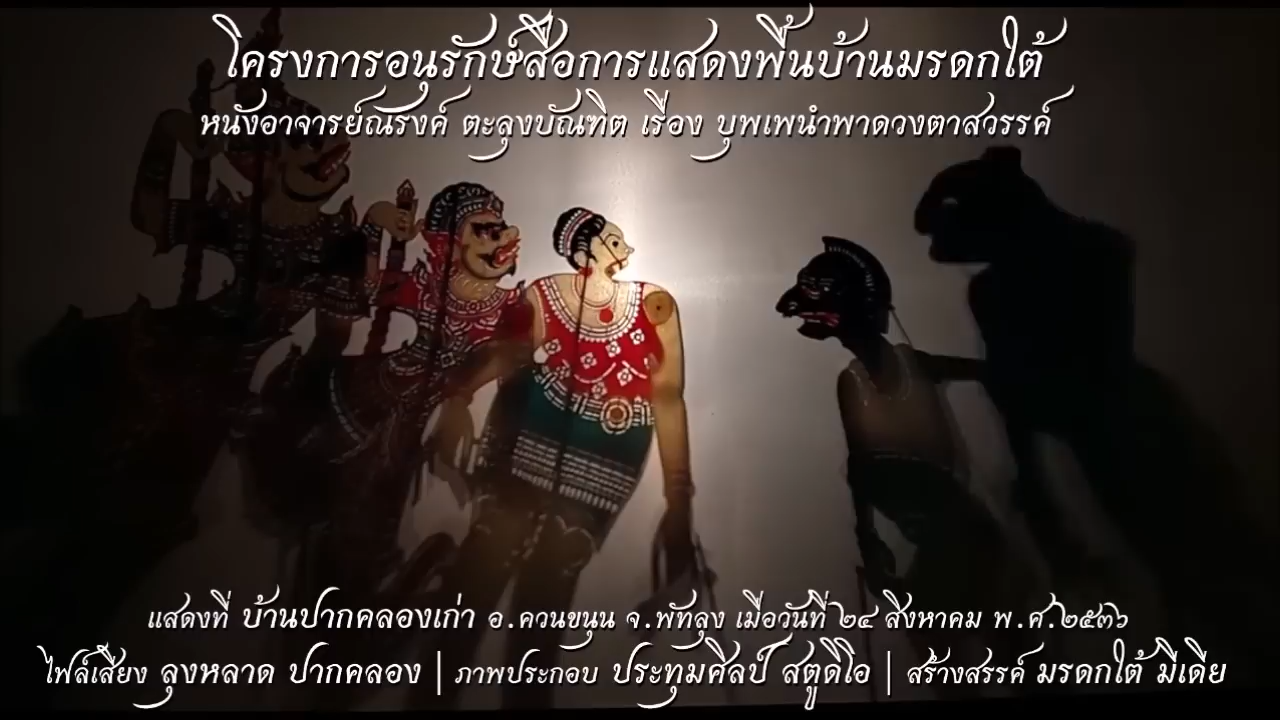 โครงการอนุรักษ์สื่อการแสดงพื้นบ้านมรดกใต้
หนังอาจารย์ณรงค์ ตะลุงบัณฑิต เรื่อง บุพเพนำพาดวงตาสวรรค์
แสดงที่ บ้านปากคลองเก่า อ.ควนขนุน จ.พัทลุง เมื่อวันที่ ๒๔ สิงหาคม พ.ศ.๒๕๓๖
ไฟล์เสียง ลุงหลาด ปากคลอง | ภาพประกอบ ประทุมศิลป์ สตูดิโอ | สร้างสรรค์ มรดกใต้ มีเดีย